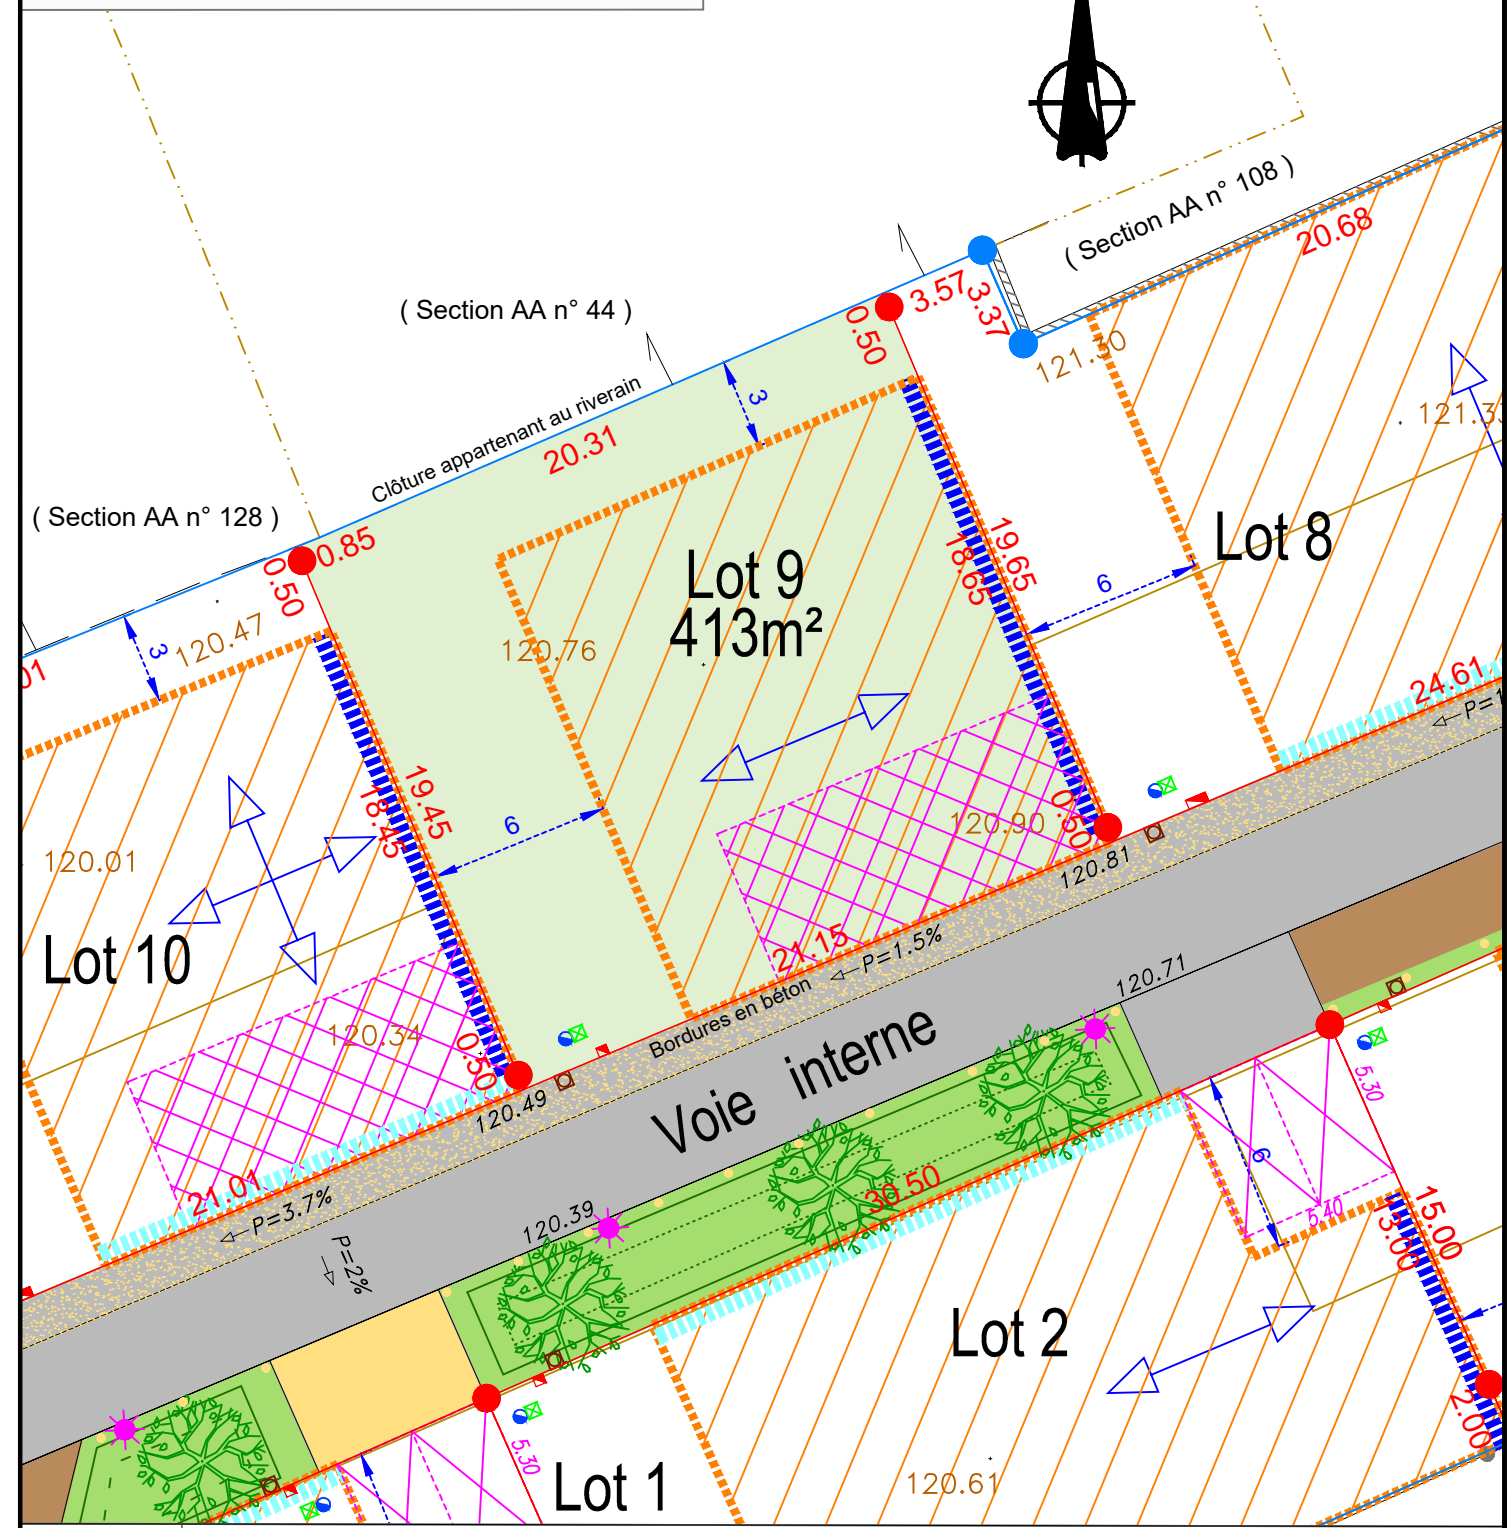 ( Section AA n° 108 )
20.68
3.57
3.37
( Section AA n° 44 )
0.50
121.30
3
Clôture appartenant au riverain
20.31
121.33
( Section AA n° 128 )
0.85
0.50
Lot 8
Lot 9
413m²
19.65
18.65
6
120.47
3
120.76
01
24.61
P=1
19.45
18.45
6
120.90
0.50
120.01
120.81
Lot 10
21.15
P=1.5%
120.71
Bordures en béton
120.34
0.50
120.49
Voie interne
5.30
6
30.50
21.01
P=3.7%
120.39
5.40
15.00
13.00
P=2%
Lot 2
2.00
5.30
Lot 1
120.61